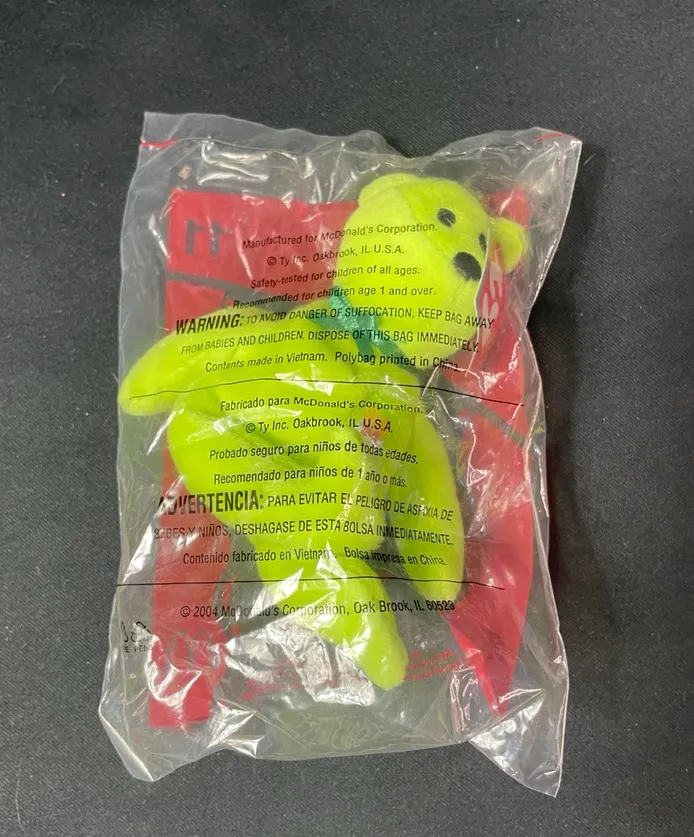 11
Manufactured for McDonald's Corporation.
© Ty Inc. Oakbrook, IL U.S.A.
Safety-tested for children of all ages.
Recommended for children age 1 and over.
WARNING: TO AVOID DANGER OF SUFFOCATION, KEEP BAG AWAY
FROM BABIES AND CHILDREN. DISPOSE OF THIS BAG IMMEDIATELY.
Contents made in Vietnam. Polybag printed in China.
Fabricado para McDonald's Corporation.
© Ty Inc. Oakbrook, IL U.S.A.
Probado seguro para niños de todas edades.
Recomendado para niños de 1 año o más.
ADVERTENCIA: PARA EVITAR EL PELIGRO DE ASFIXIA DE
BEBES Y NIÑOS, DESHAGASE DE ESTA BOLSA INMEDIATAMENTE.
Contenido fabricado en Vietnam. Bolsa impresa en China.
© 2004 McDonald's Corporation, Oak Brook, IL 60523